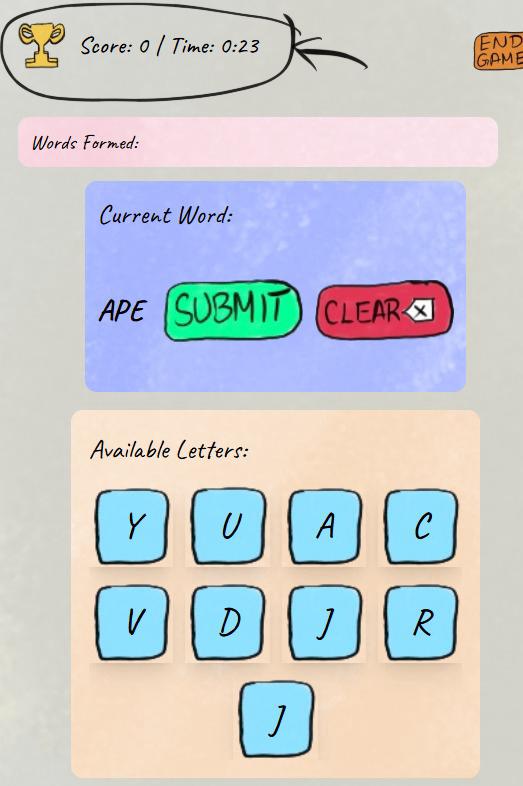 Score: 0 / Time: 0:23
END
GAME
Words Formed:
Current Word:
APE SUBMIT CLEAR X
Available Letters:
Y U A C
V D J R
J